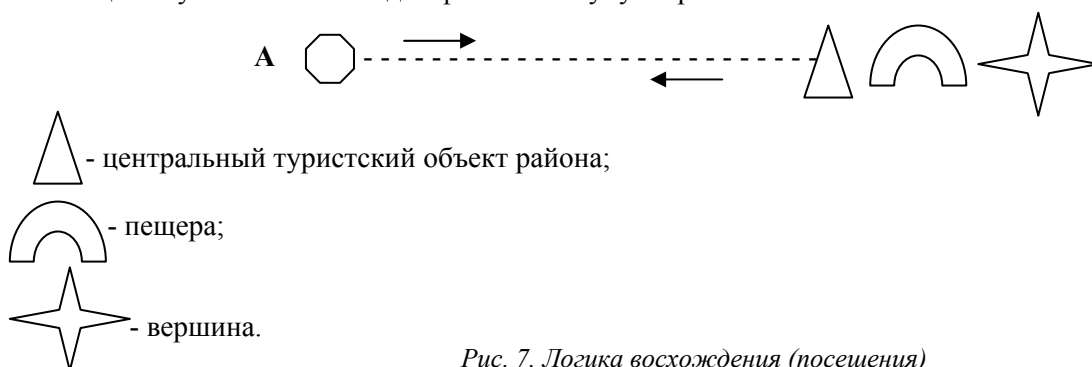 А
- центральный туристский объект района;
- пещера;
- вершина.
Рис. 7. Логика восхождения (посещения)